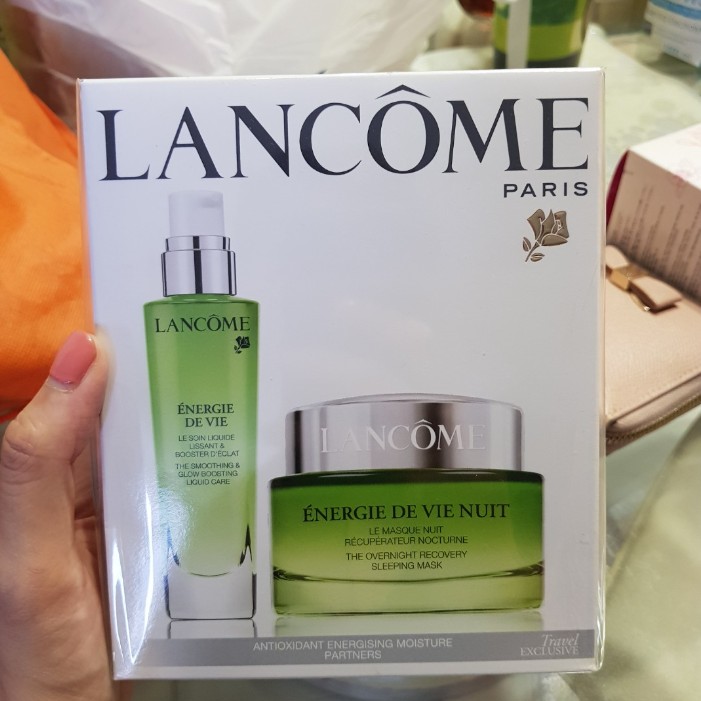 LANCÔME
PARIS
LANCÔME
ÉNERGIE
DE VIE
LE SOIN LIQUIDE
LISSANT &
BOOSTER D'ÉCLAT
THE SMOOTHING &
GLOW-BOOSTING
LIQUID CARE
LANCÔME
ÉNERGIE DE VIE NUIT
LE MASQUE NUIT
RÉCUPÉRATEUR NOCTURNE
THE OVERNIGHT RECOVERY
SLEEPING MASK
ANTIOXIDANT ENERGISING MOISTURE
PARTNERS
Travel
EXCLUSIVE